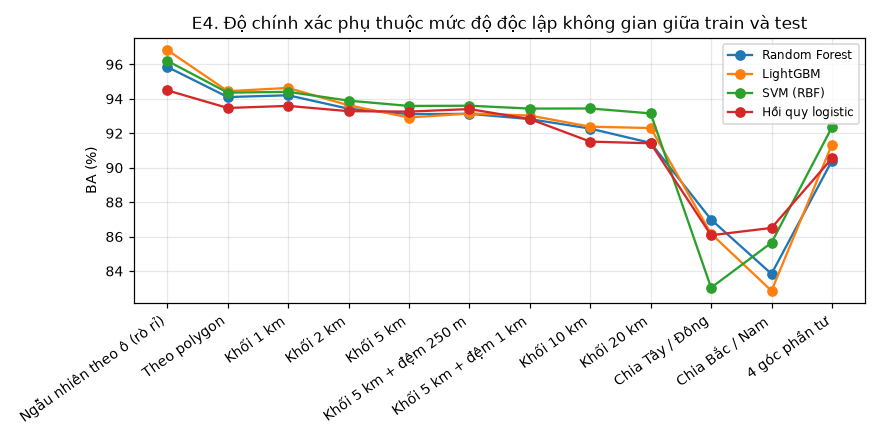 E4. Độ chính xác phụ thuộc mức độ độc lập không gian giữa train và test
BA (%)
96
94
92
90
88
86
84
Random Forest
LightGBM
SVM (RBF)
Hồi quy logistic
Ngẫu nhiên theo ô (rò rỉ)
Theo polygon
Khối 1 km
Khối 2 km
Khối 5 km
Khối 5 km + đệm 250 m
Khối 5 km + đệm 1 km
Khối 10 km
Khối 20 km
Chia Tây / Đông
Chia Bắc / Nam
4 góc phần tư